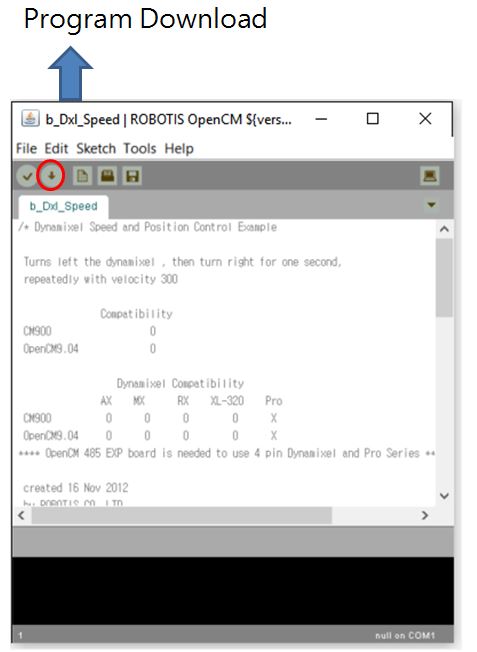 Program Download
b_Dxl_Speed | ROBOTIS OpenCM ${vers...
File Edit Sketch Tools Help
b_Dxl_Speed
/* Dynamixel Speed and Position Control Example
Turns left the dynamixel , then turn right for one second,
repeatedly with velocity 300
Compatibility
CM900 0
OpenCM9.04 0
Dynamixel Compatibility
AX MX RX XL-320 Pro
CM900 0 0 0 0 X
OpenCM9.04 0 0 0 0 X
**** OpenCM 485 EXP board is needed to use 4 pin Dynamixel and Pro Series **
created 16 Nov 2012
by ROBOTIS CO.,LTD.
1 null on COM1